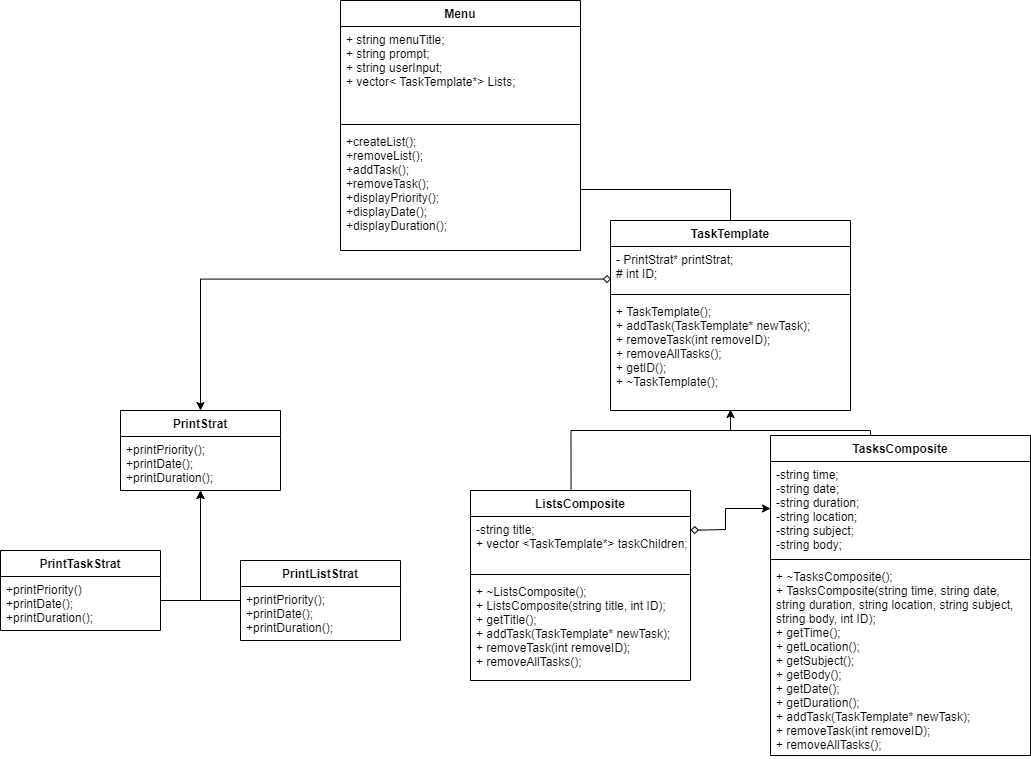 Menu
+ string menuTitle;
+ string prompt;
+ string userInput;
+ vector< TaskTemplate*> Lists;
+createList();
+removeList();
+addTask();
+removeTask();
+displayPriority();
+displayDate();
+displayDuration();
TaskTemplate
- PrintStrat* printStrat;
# int ID;
+ TaskTemplate();
+ addTask(TaskTemplate* newTask);
+ removeTask(int removeID);
+ removeAllTasks();
+ getID();
+ ~TaskTemplate();
PrintStrat
+printPriority();
+printDate();
+printDuration();
PrintTaskStrat
+printPriority()
+printDate();
+printDuration();
PrintListStrat
+printPriority();
+printDate();
+printDuration();
ListsComposite
-string title;
+ vector <TaskTemplate*> taskChildren;
+ ~ListsComposite();
+ ListsComposite(string title, int ID);
+ getTitle();
+ addTask(TaskTemplate* newTask);
+ removeTask(int removeID);
+ removeAllTasks();
TasksComposite
-string time;
-string date;
-string duration;
-string location;
-string subject;
-string body;
+ ~TasksComposite();
+ TasksComposite(string time, string date,
string duration, string location, string subject,
string body, int ID);
+ getTime();
+ getLocation();
+ getSubject();
+ getBody();
+ getDate();
+ getDuration();
+ addTask(TaskTemplate* newTask);
+ removeTask(int removeID);
+ removeAllTasks();